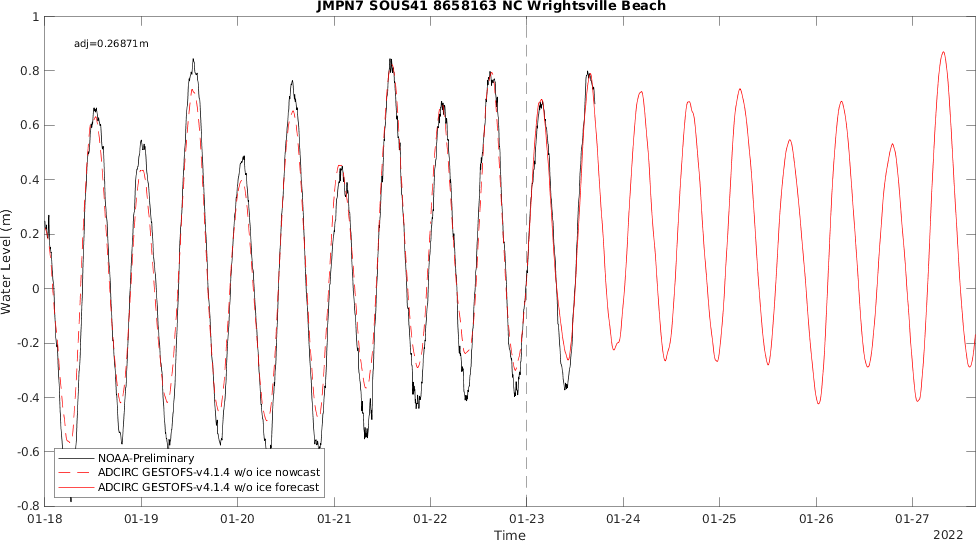 JMPN7 SOUS41 8658163 NC Wrightsville Beach
adj=0.26871m
Water Level (m)
1
0.8
0.6
0.4
0.2
0
-0.2
-0.4
-0.6
-0.8
NOAA-Preliminary
ADCIRC GESTOFS-v4.1.4 w/o ice nowcast
ADCIRC GESTOFS-v4.1.4 w/o ice forecast
01-18 01-19 01-20 01-21 01-22 01-23 01-24 01-25 01-26 01-27
Time
2022